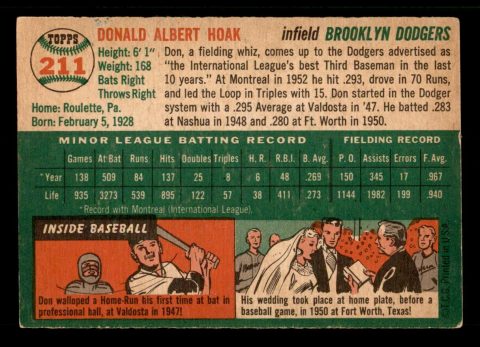 TOPPS
211
DONALD ALBERT HOAK infield BROOKLYN DODGERS
Height: 6' 1"
Weight: 168
Bats Right
Throws Right
Home: Roulette, Pa.
Born: February 5, 1928
Don, a fielding whiz, comes up to the Dodgers advertised as
"the International League's best Third Baseman in the last
10 years." At Montreal in 1952 he hit .293, drove in 70 Runs,
and led the Loop in Triples with 15. Don started in the Dodger
system with a .295 Average at Valdosta in '47. He batted .283
at Nashua in 1948 and .280 at Ft. Worth in 1950.
MINOR LEAGUE BATTING RECORD FIELDING RECORD
Games At Bat Runs Hits Doubles Triples H.R. R.B.I. B. Avg. P.O. Assists Errors F. Avg.
*Year 138 509 84 137 25 8 6 48 .269 150 345 17 .967
Life 935 3273 539 895 122 57 38 411 .273 1144 1982 199 .940
*Record with Montreal (International League).
INSIDE BASEBALL
Don walloped a Home-Run his first time at bat in
professional ball, at Valdosta in 1947!
His wedding took place at home plate, before a
baseball game, in 1950 at Fort Worth, Texas!
T.C.G. Printed in U.S.A.